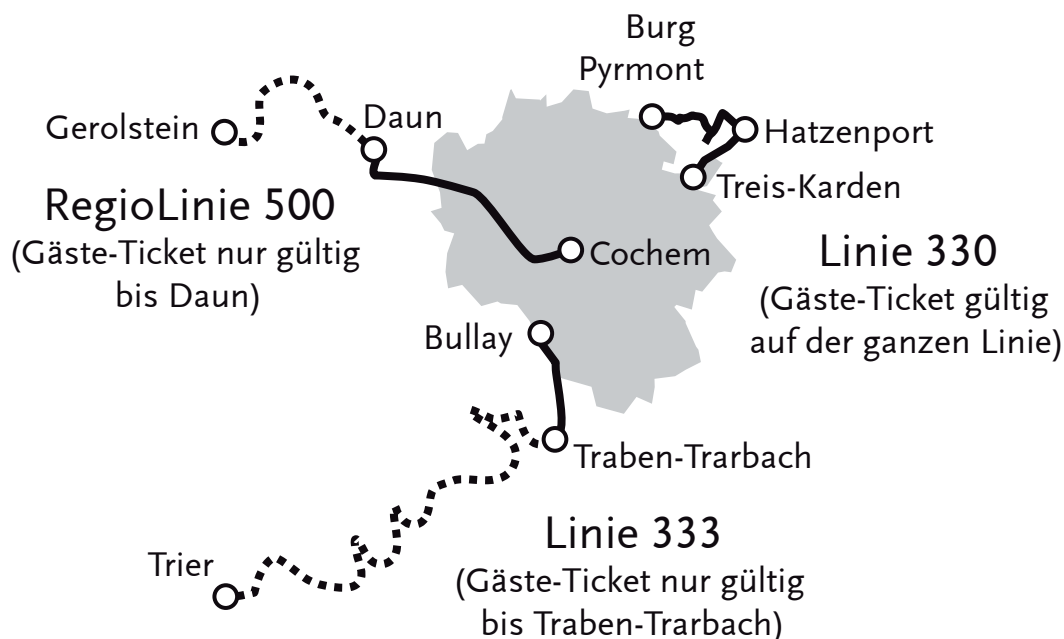 Burg
Pyrmont
Gerolstein
Daun
Hatzenport
Treis-Karden
RegioLinie 500
(Gäste-Ticket nur gültig
bis Daun)
Cochem
Linie 330
(Gäste-Ticket gültig
auf der ganzen Linie)
Bullay
Traben-Trarbach
Linie 333
(Gäste-Ticket nur gültig
bis Traben-Trarbach)
Trier